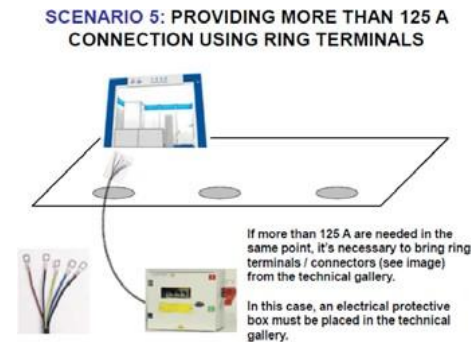 SCENARIO 5: PROVIDING MORE THAN 125 A
CONNECTION USING RING TERMINALS
If more than 125 A are needed in the
same point, it's necessary to bring ring
terminals / connectors (see image)
from the technical gallery.
In this case, an electrical protective
box must be placed in the technical
gallery.